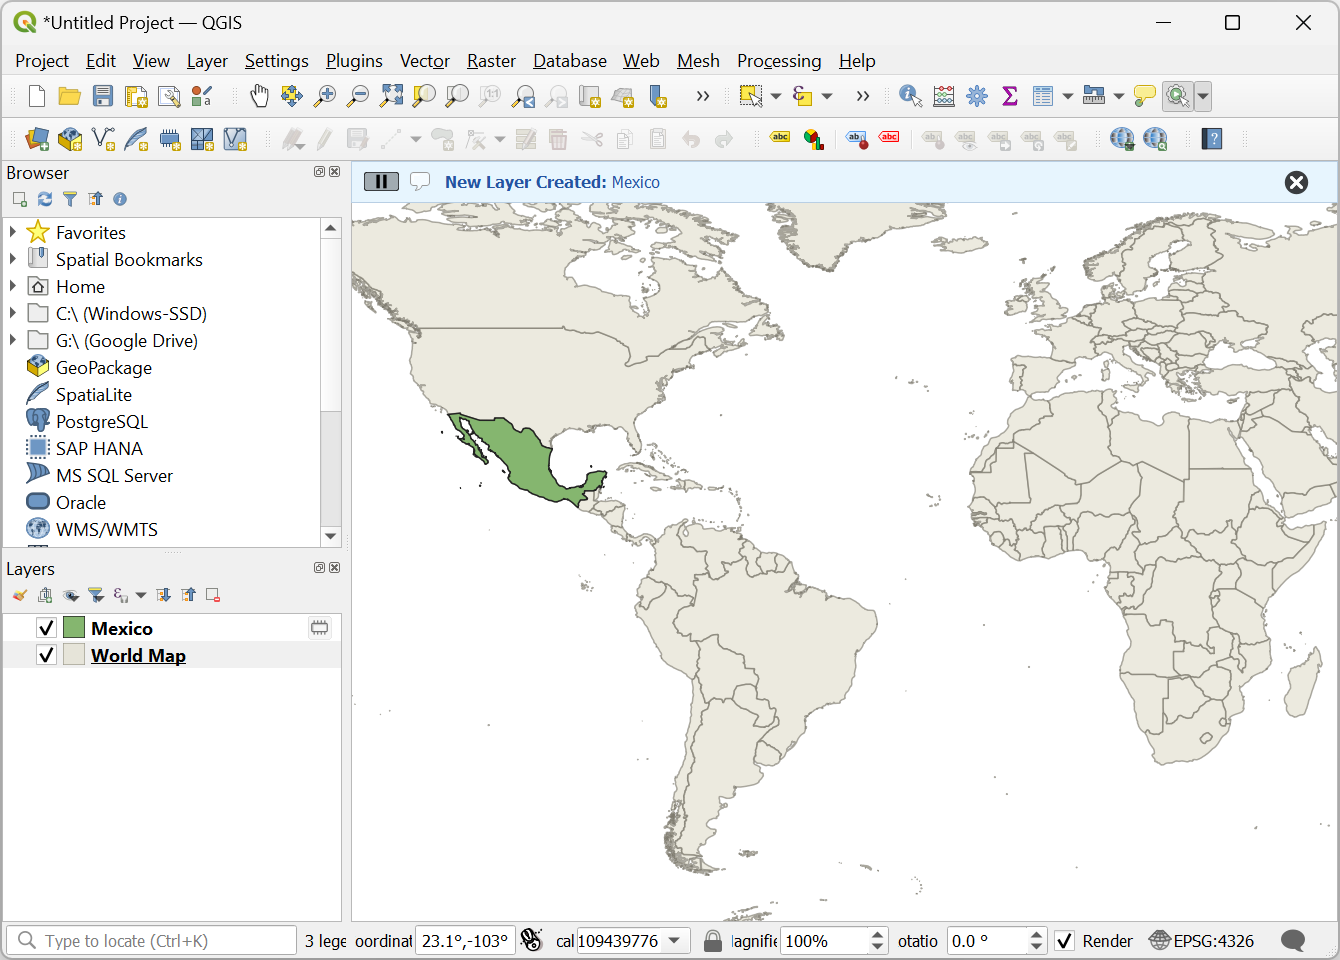 *Untitled Project — QGIS
Project Edit View Layer Settings Plugins Vector Raster Database Web Mesh Processing Help
Browser
New Layer Created: Mexico
Favorites
Spatial Bookmarks
Home
C:\ (Windows-SSD)
G:\ (Google Drive)
GeoPackage
SpatiaLite
PostgreSQL
SAP HANA
MS SQL Server
Oracle
WMS/WMTS
Layers
Mexico
World Map
Type to locate (Ctrl+K) 3 lege oordinat 23.1°,-103° cal 109439776 lagnifie 100% otatio 0.0 ° Render EPSG:4326